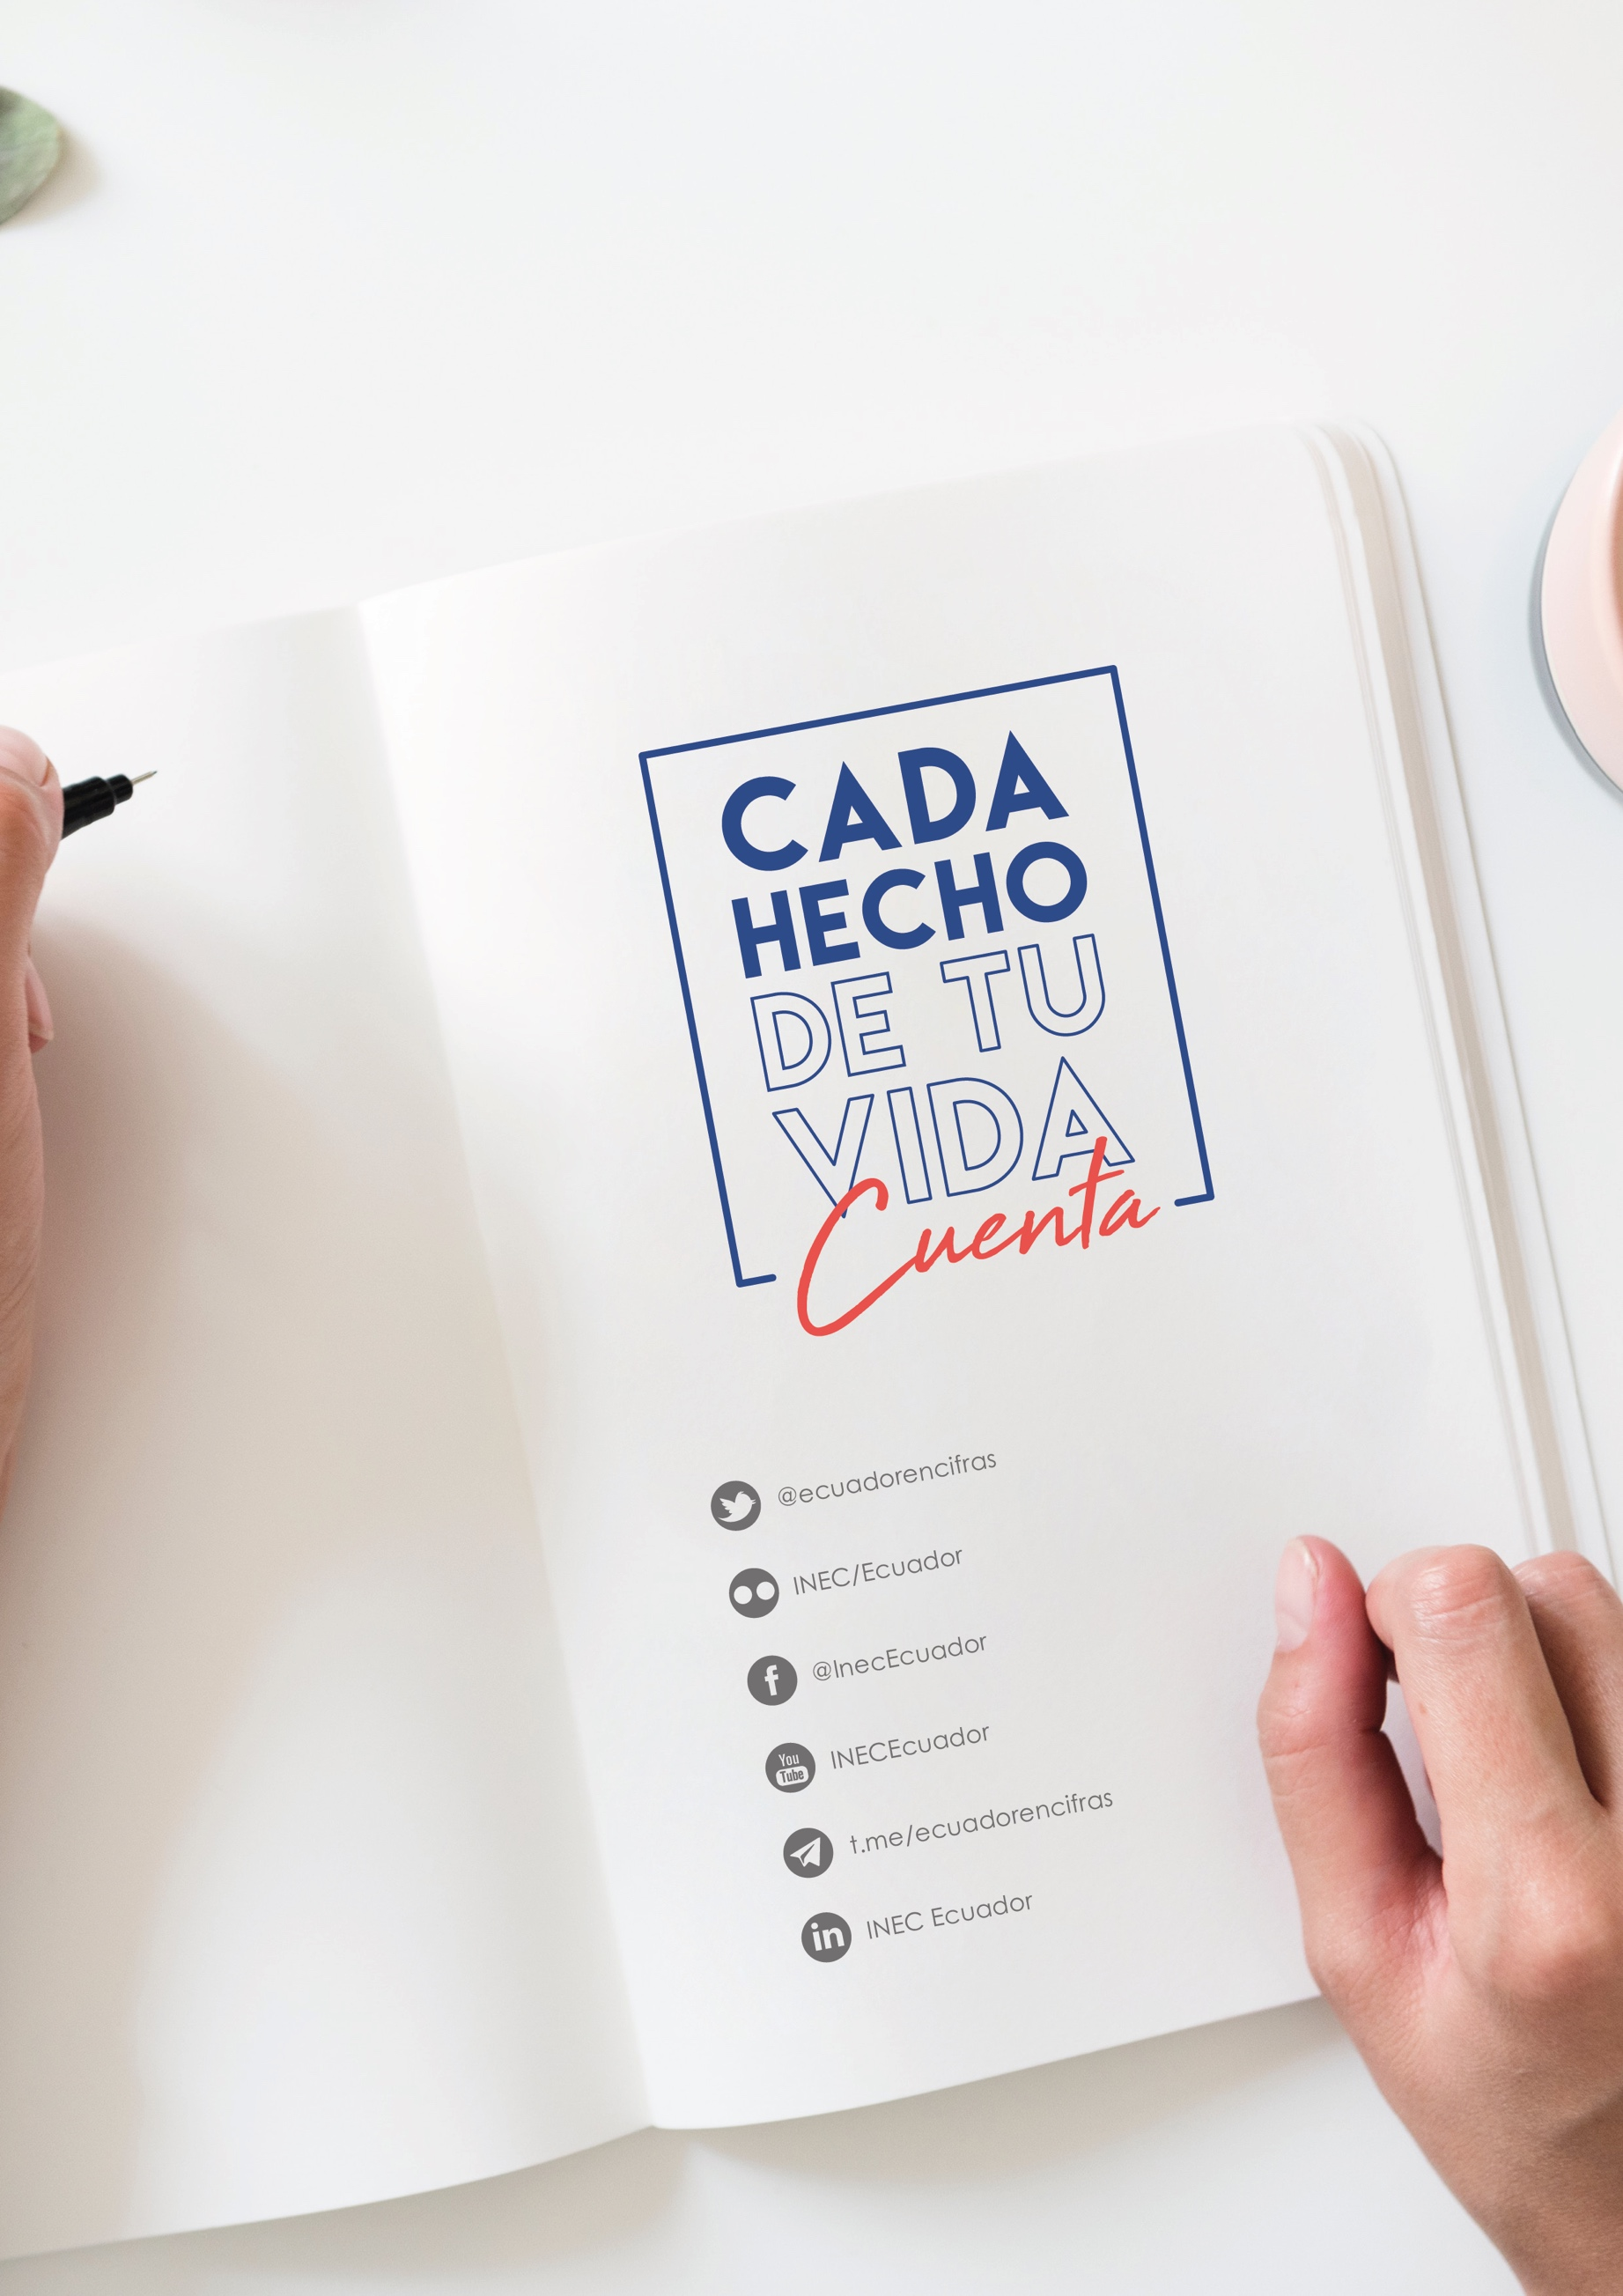 CADA
HECHO
DE TU
VIDA
Cuenta
@ecuadorencifras
INEC/Ecuador
f @InecEcuador
You
Tube INECEcuador
t.me/ecuadorencifras
in INEC Ecuador